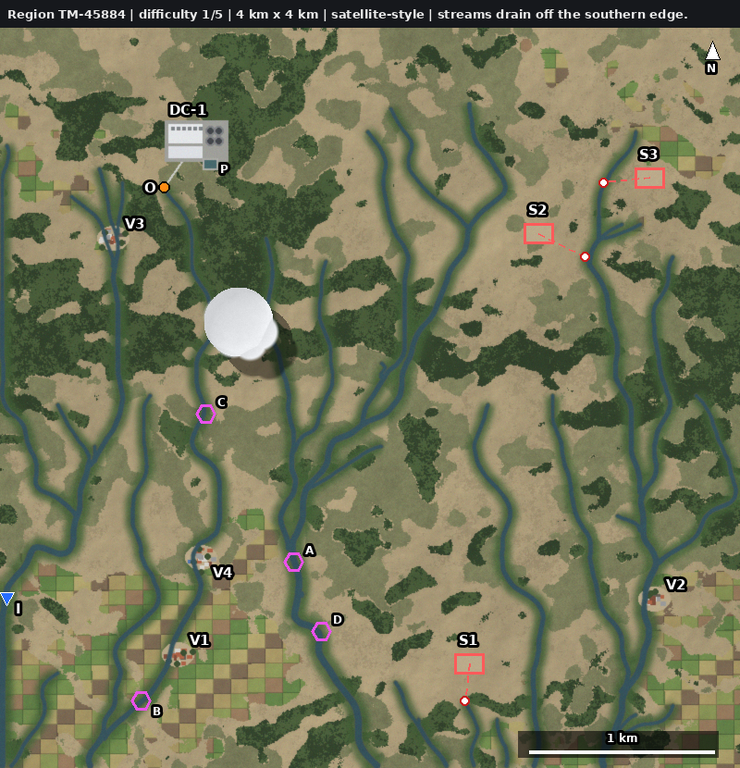 Region TM-45884 | difficulty 1/5 | 4 km x 4 km | satellite-style | streams drain off the southern edge.
N
DC-1
P
O
S3
S2
V3
C
A
V4
I
V2
D
S1
V1
B
1 km